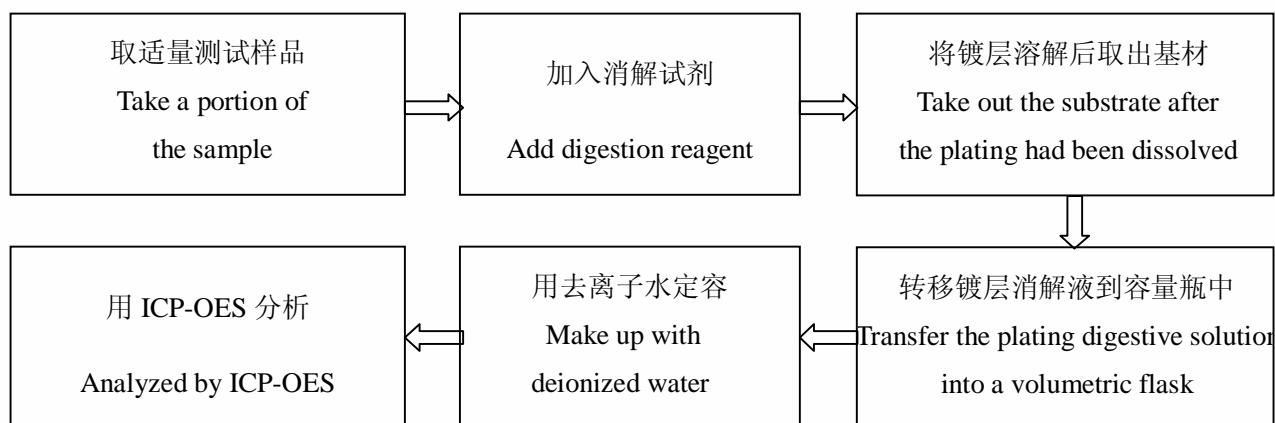 取适量测试样品
Take a portion of
the sample
加入消解试剂
Add digestion reagent
将镀层溶解后取出基材
Take out the substrate after
the plating had been dissolved
转移镀层消解液到容量瓶中
Transfer the plating digestive solution
into a volumetric flask
用去离子水定容
Make up with
deionized water
用 ICP-OES 分析
Analyzed by ICP-OES